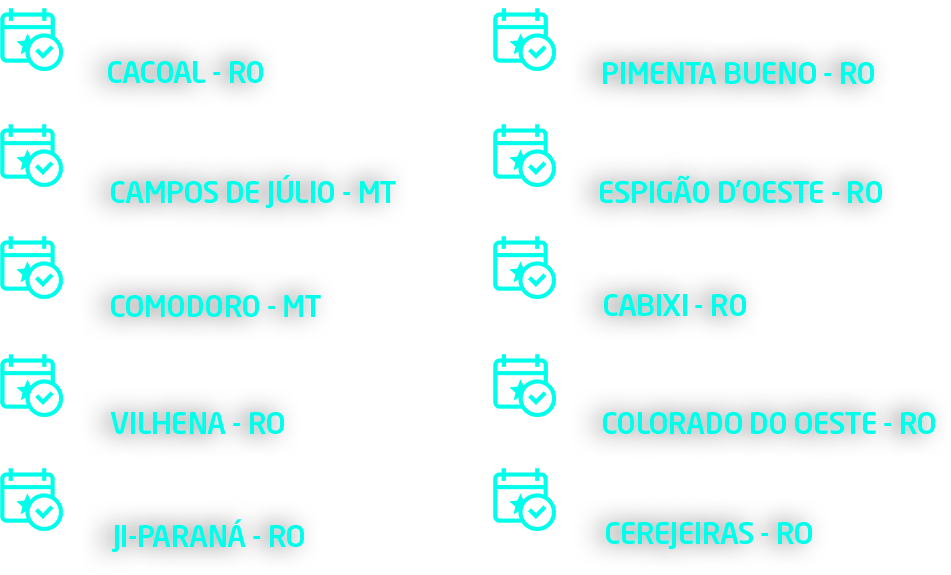 CACOAL - RO
PIMENTA BUENO - RO
CAMPOS DE JÚLIO - MT
ESPIGÃO D'OESTE - RO
COMODORO - MT
CABIXI - RO
VILHENA - RO
COLORADO DO OESTE - RO
JI-PARANÁ - RO
CEREJEIRAS - RO